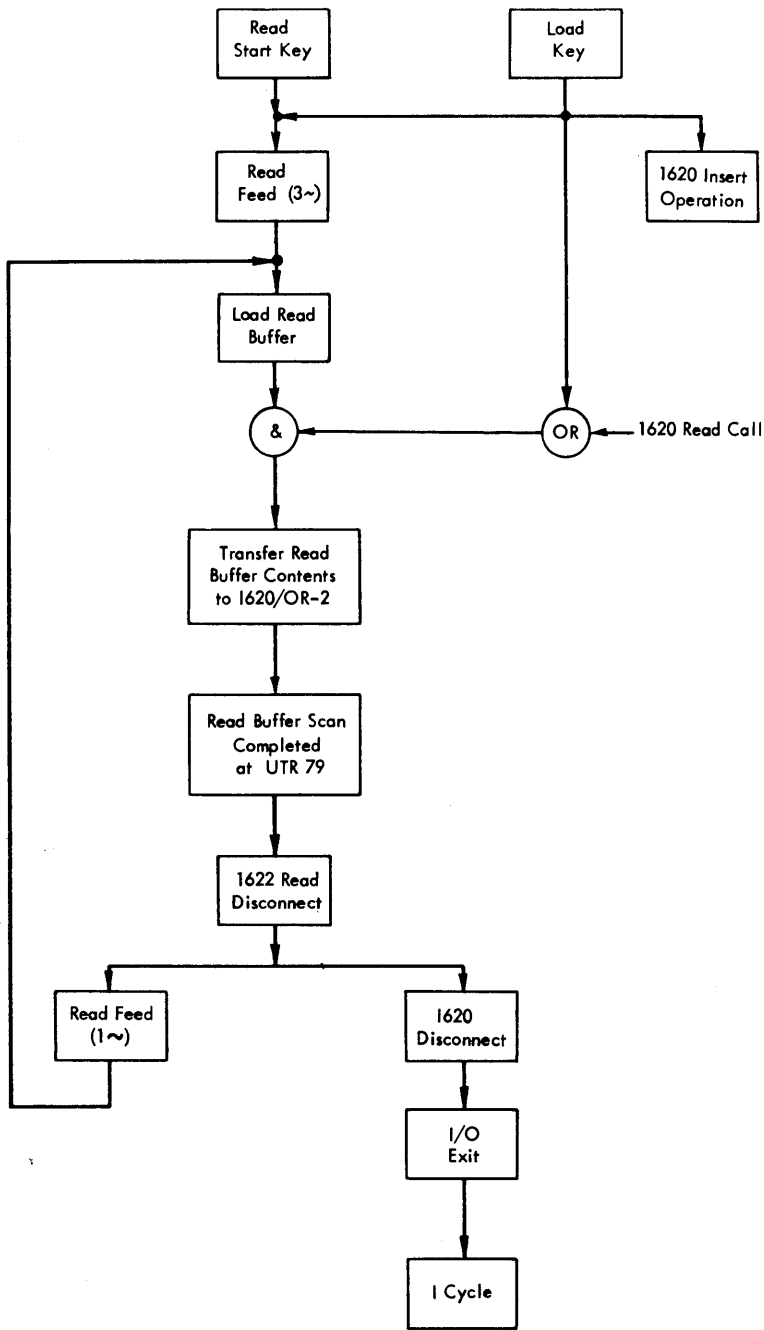 Read
Start Key
Load
Key
Read
Feed (3~)
1620 Insert
Operation
Load Read
Buffer
&
OR
1620 Read Call
Transfer Read
Buffer Contents
to 1620/OR-2
Read Buffer Scan
Completed
at UTR 79
1622 Read
Disconnect
Read Feed
(1~)
1620
Disconnect
I/O
Exit
I Cycle